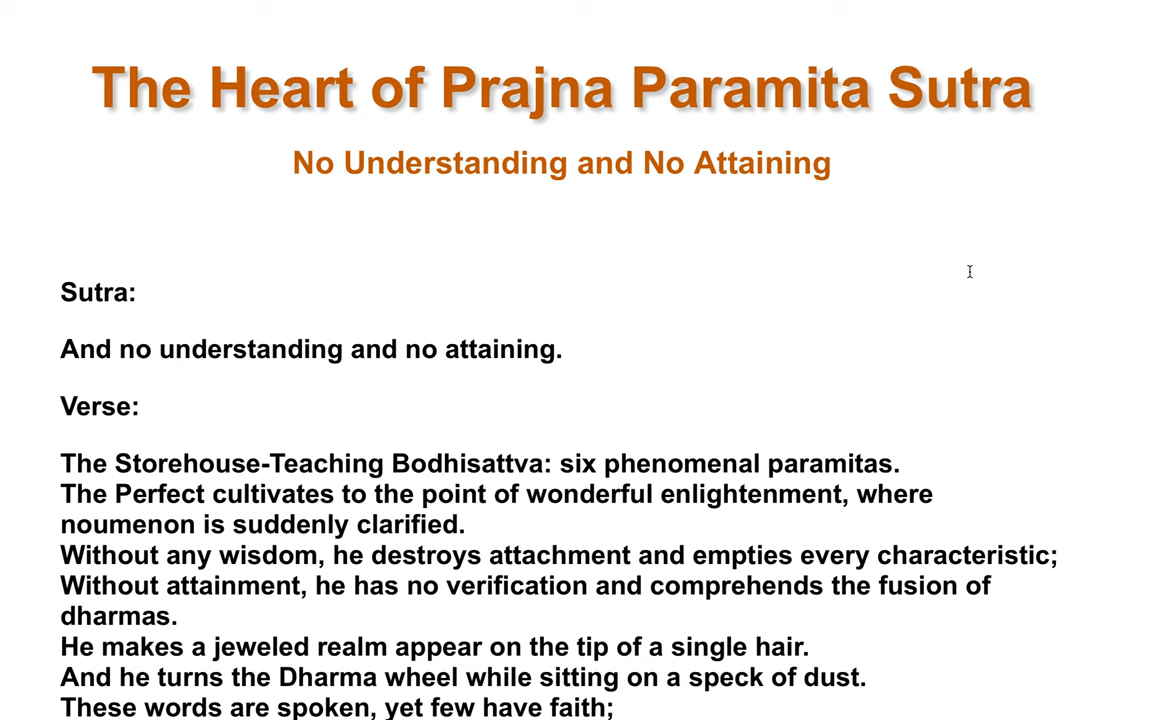 The Heart of Prajna Paramita Sutra
No Understanding and No Attaining
Sutra:
And no understanding and no attaining.
Verse:
The Storehouse-Teaching Bodhisattva: six phenomenal paramitas.
The Perfect cultivates to the point of wonderful enlightenment, where
noumenon is suddenly clarified.
Without any wisdom, he destroys attachment and empties every characteristic;
Without attainment, he has no verification and comprehends the fusion of
dharmas.
He makes a jeweled realm appear on the tip of a single hair.
And he turns the Dharma wheel while sitting on a speck of dust.
These words are spoken, yet few have faith;